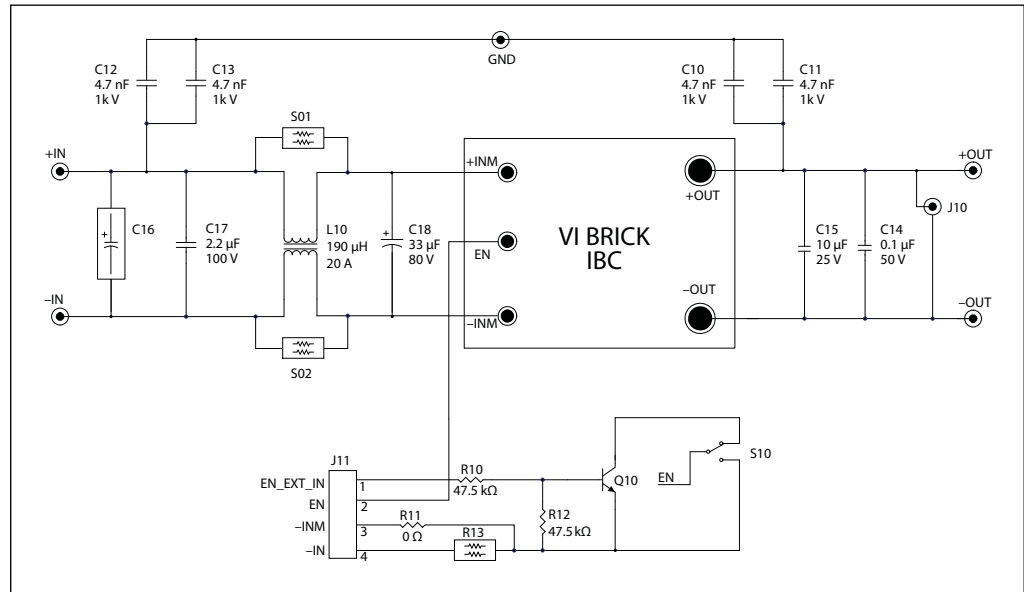 GND
C12
4.7 nF
1k V
C13
4.7 nF
1k V
C10
4.7 nF
1k V
C11
4.7 nF
1k V
S01
+IN
+INM
+OUT
+OUT
J10
C16
C17
2.2 µF
100 V
L10
190 µH
20 A
C18
33 µF
80 V
EN
VI BRICK
IBC
C15
10 µF
25 V
C14
0.1 µF
50 V
–IN
–INM
–OUT
–OUT
S02
J11
EN_EXT_IN
1
R10
47.5 kΩ
Q10
EN
S10
EN
2
R12
47.5 kΩ
–INM
3
R11
0 Ω
R13
–IN
4